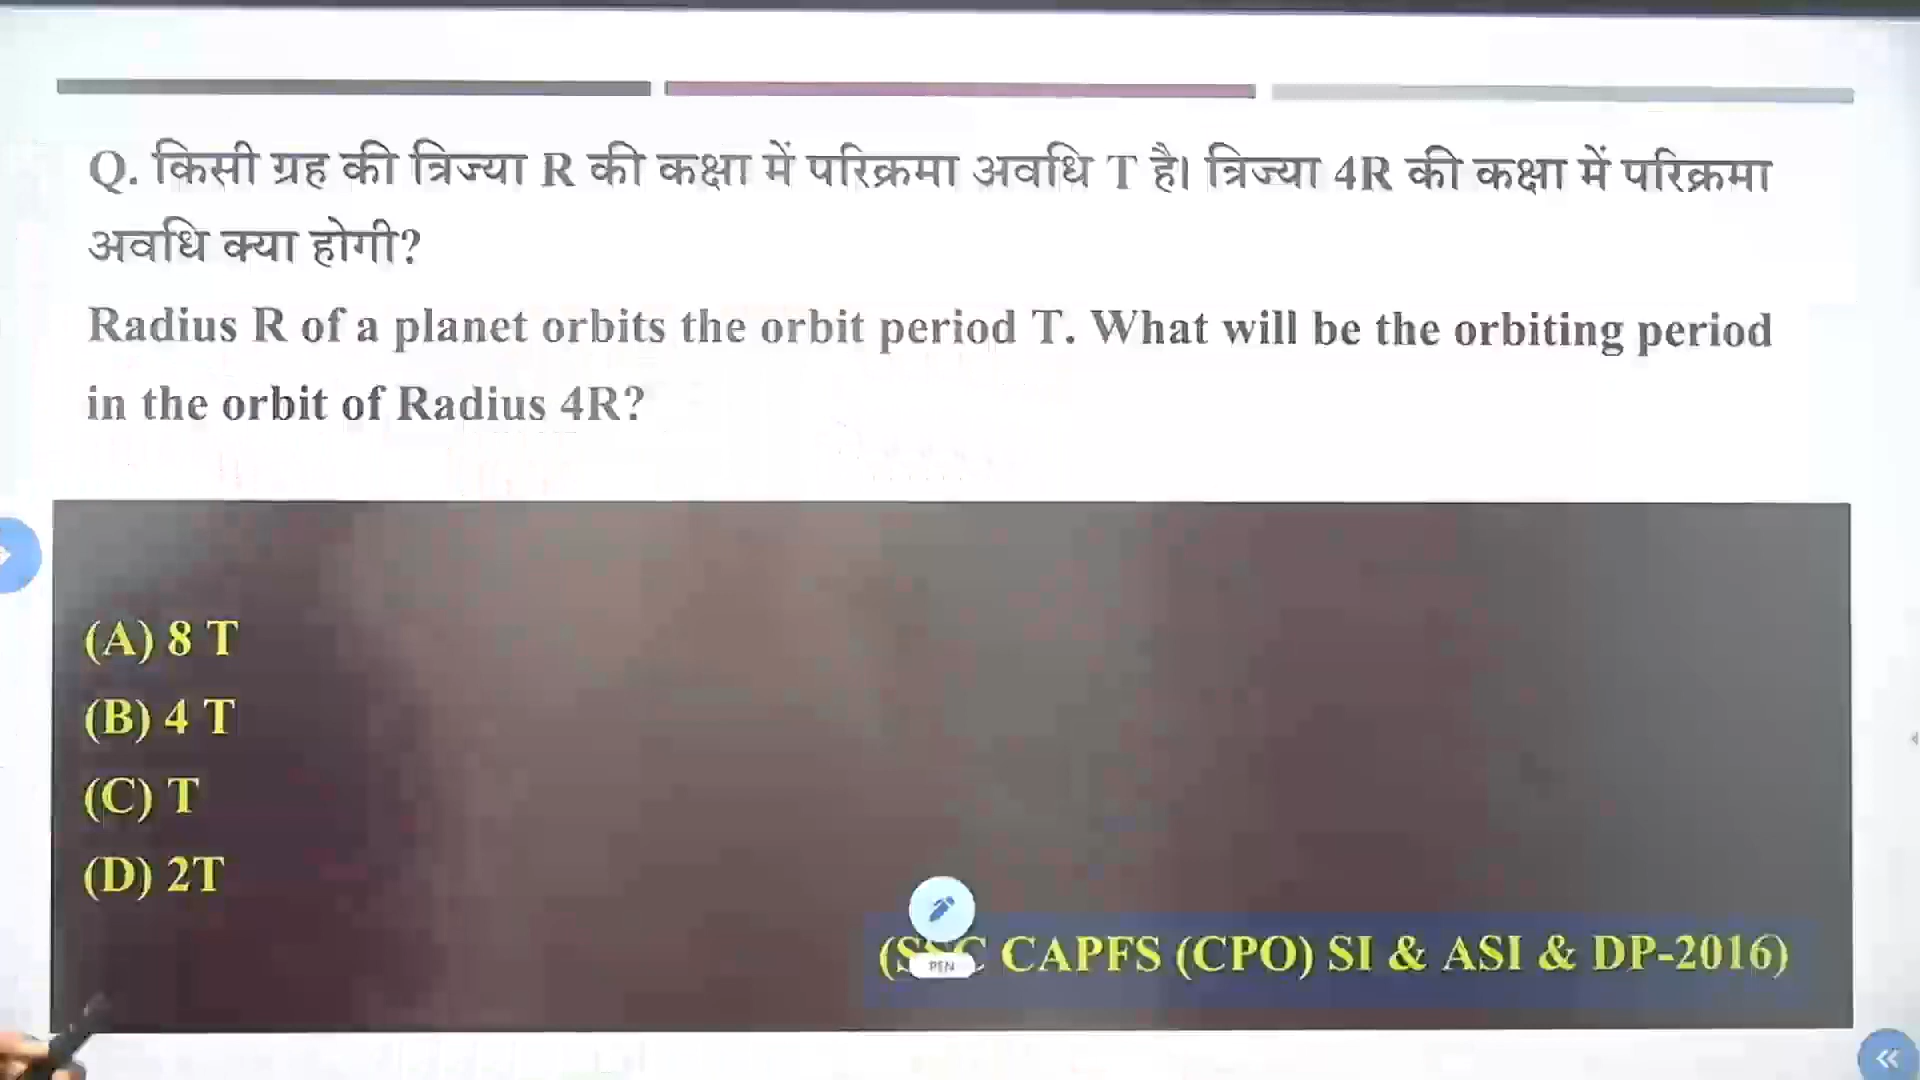 Q. किसी ग्रह की त्रिज्या R की कक्षा में परिक्रमा अवधि T है। त्रिज्या 4R की कक्षा में परिक्रमा
अवधि क्या होगी?
Radius R of a planet orbits the orbit period T. What will be the orbiting period
in the orbit of Radius 4R?
(A) 8 T
(B) 4 T
(C) T
(D) 2T
(SSC CAPFS (CPO) SI & ASI & DP-2016)
PEN